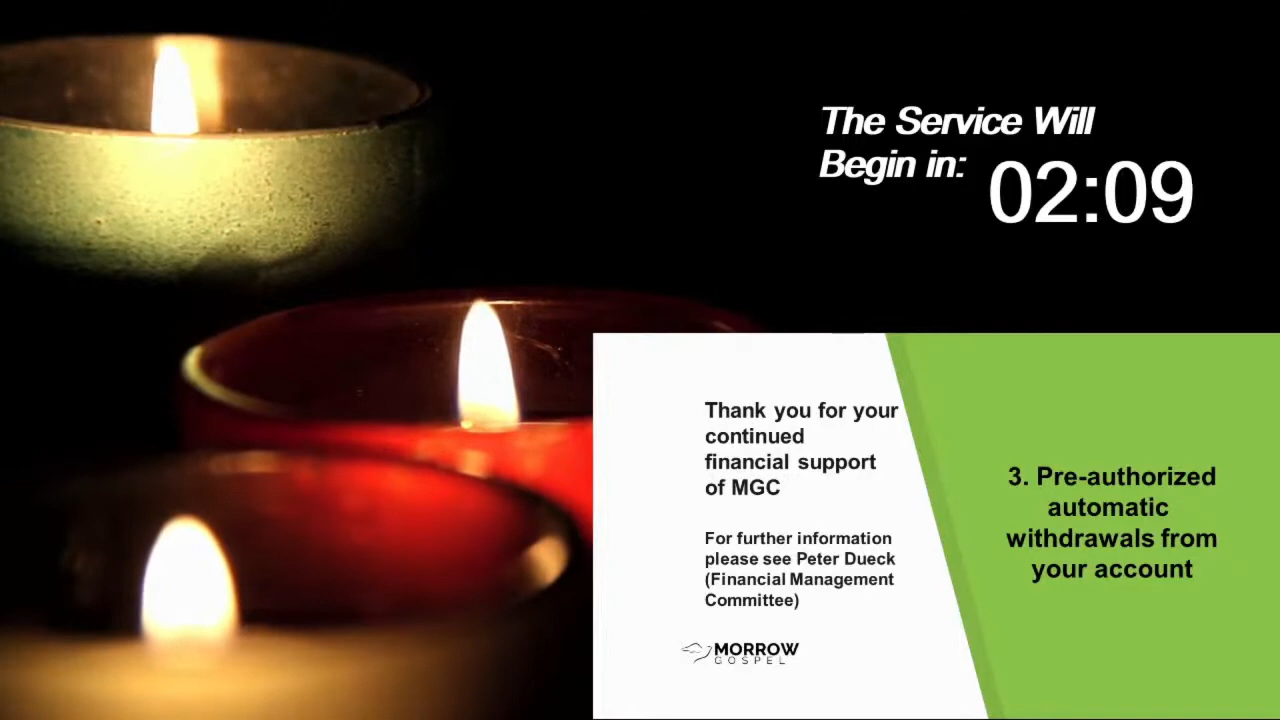 The Service Will
Begin in:
02:09
Thank you for your
continued
financial support
of MGC
For further information
please see Peter Dueck
(Financial Management
Committee)
MORROW
GOSPEL
3. Pre-authorized
automatic
withdrawals from
your account